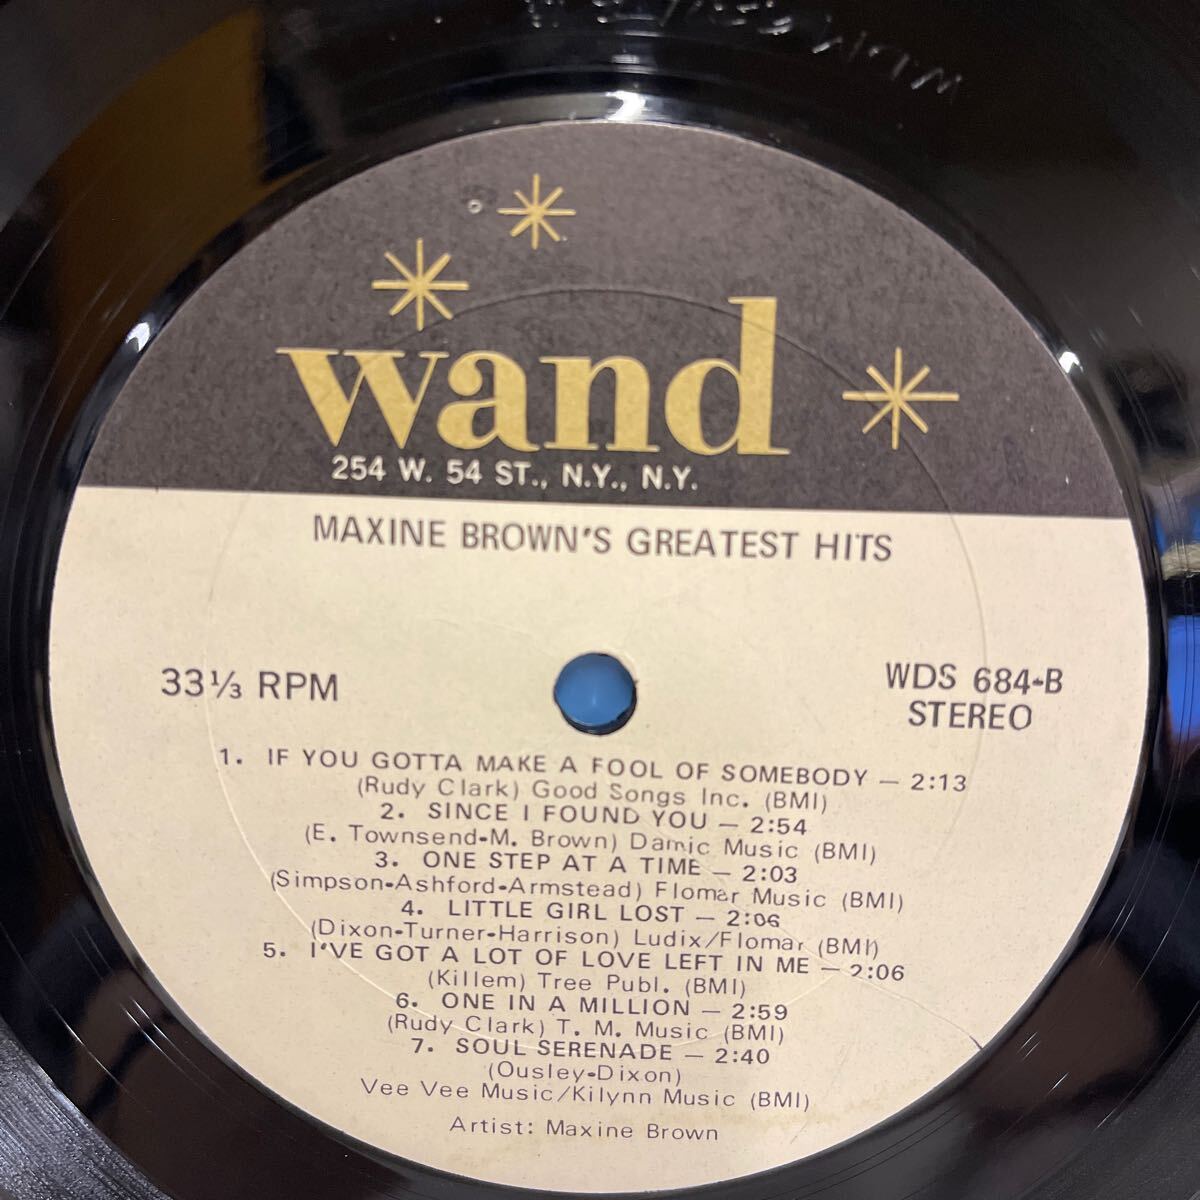 wand
254 W. 54 ST., N.Y., N.Y.
MAXINE BROWN'S GREATEST HITS
33⅓ RPM
WDS 684-B
STEREO
1. IF YOU GOTTA MAKE A FOOL OF SOMEBODY — 2:13
(Rudy Clark) Good Songs Inc. (BMI)
2. SINCE I FOUND YOU — 2:54
(E. Townsend-M. Brown) Damic Music (BMI)
3. ONE STEP AT A TIME — 2:03
(Simpson-Ashford-Armstead) Flomar Music (BMI)
4. LITTLE GIRL LOST — 2:06
(Dixon-Turner-Harrison) Ludix/Flomar (BMI)
5. I'VE GOT A LOT OF LOVE LEFT IN ME — 2:06
(Killem) Tree Publ. (BMI)
6. ONE IN A MILLION — 2:59
(Rudy Clark) T. M. Music (BMI)
7. SOUL SERENADE — 2:40
(Ousley-Dixon)
Vee Vee Music/Kilynn Music (BMI)
Artist: Maxine Brown